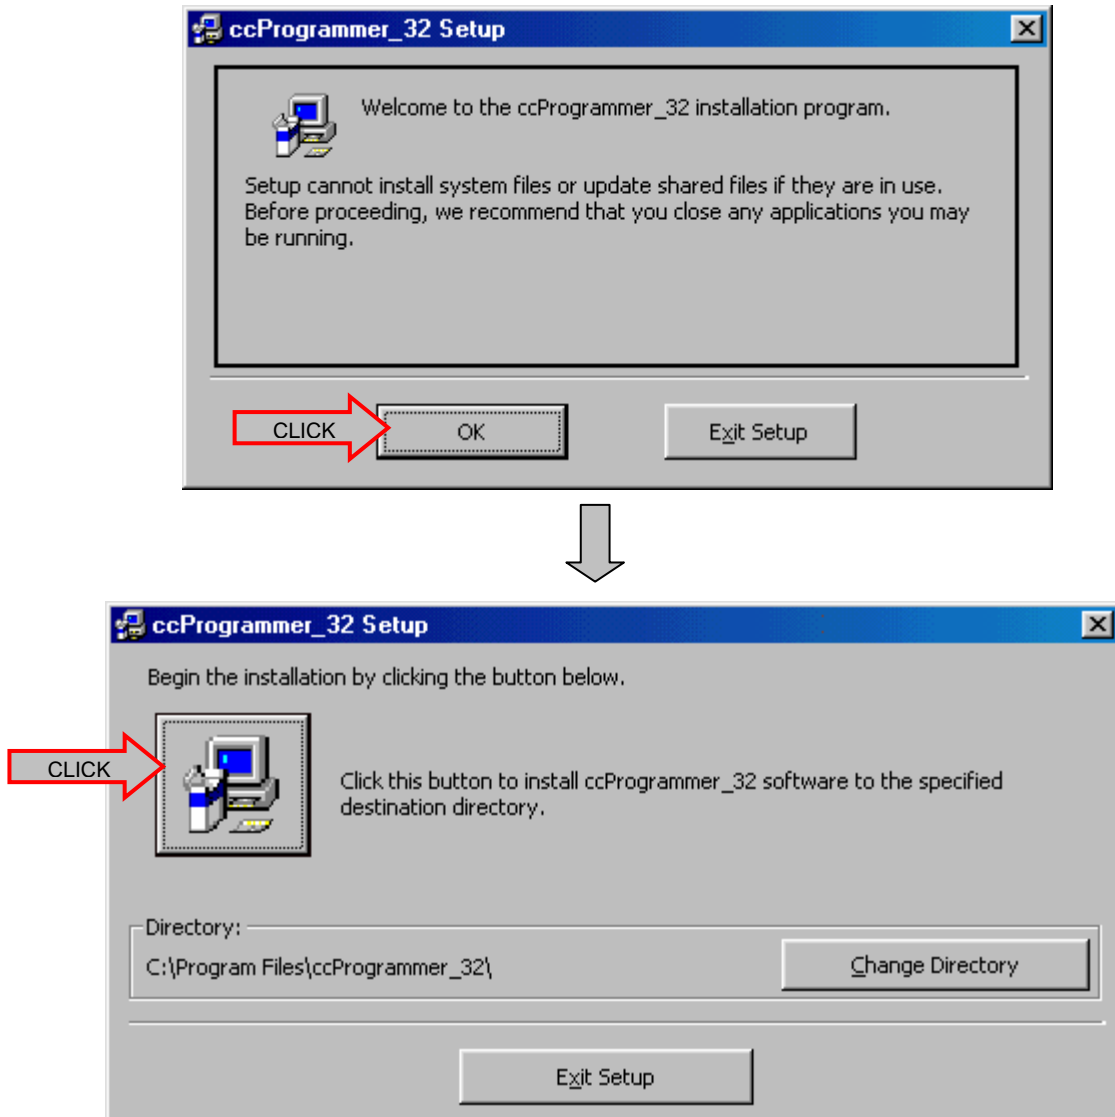 ccProgrammer_32 Setup
Welcome to the ccProgrammer_32 installation program.
Setup cannot install system files or update shared files if they are in use.
Before proceeding, we recommend that you close any applications you may
be running.
CLICK
OK
Exit Setup
ccProgrammer_32 Setup
Begin the installation by clicking the button below.
CLICK
Click this button to install ccProgrammer_32 software to the specified
destination directory.
Directory:
C:\Program Files\ccProgrammer_32\
Change Directory
Exit Setup